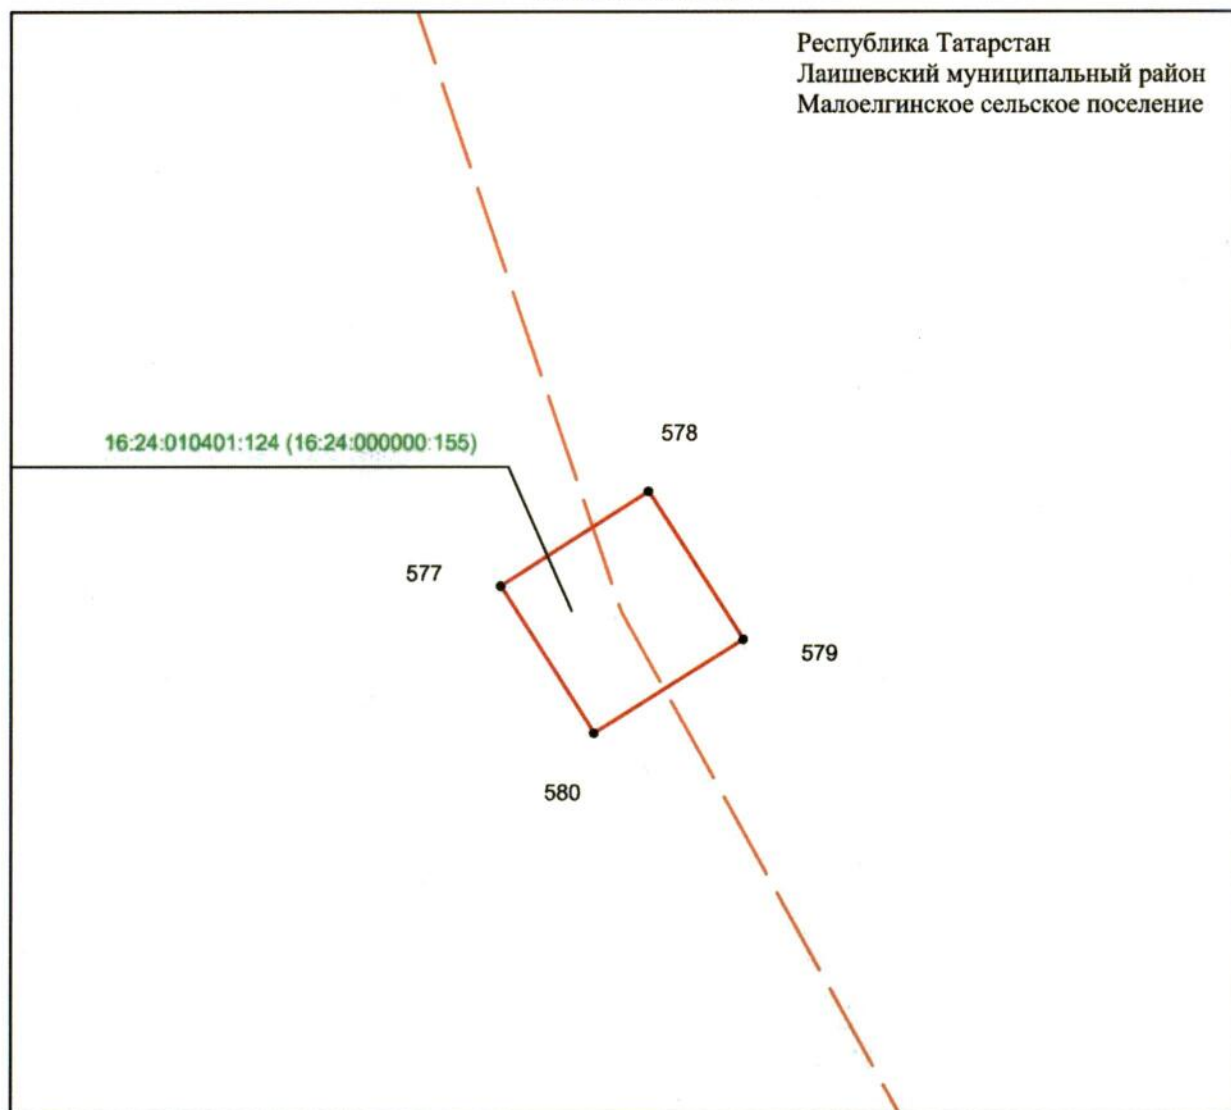 Республика Татарстан
Лаишевский муниципальный район
Малоелгинское сельское поселение
16:24:010401:124 (16:24:000000:155)
578
577
579
580